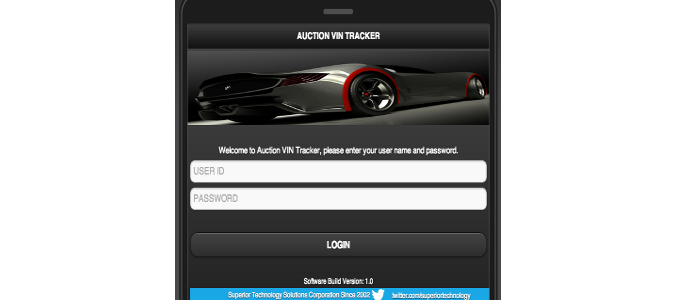 AUCTION VIN TRACKER
Welcome to Auction VIN Tracker, please enter your user name and password.
USER ID
PASSWORD
LOGIN
Software Build Version: 1.0
Superior Technology Solutions Corporation Since 2002 twitter.com/superiortechnology